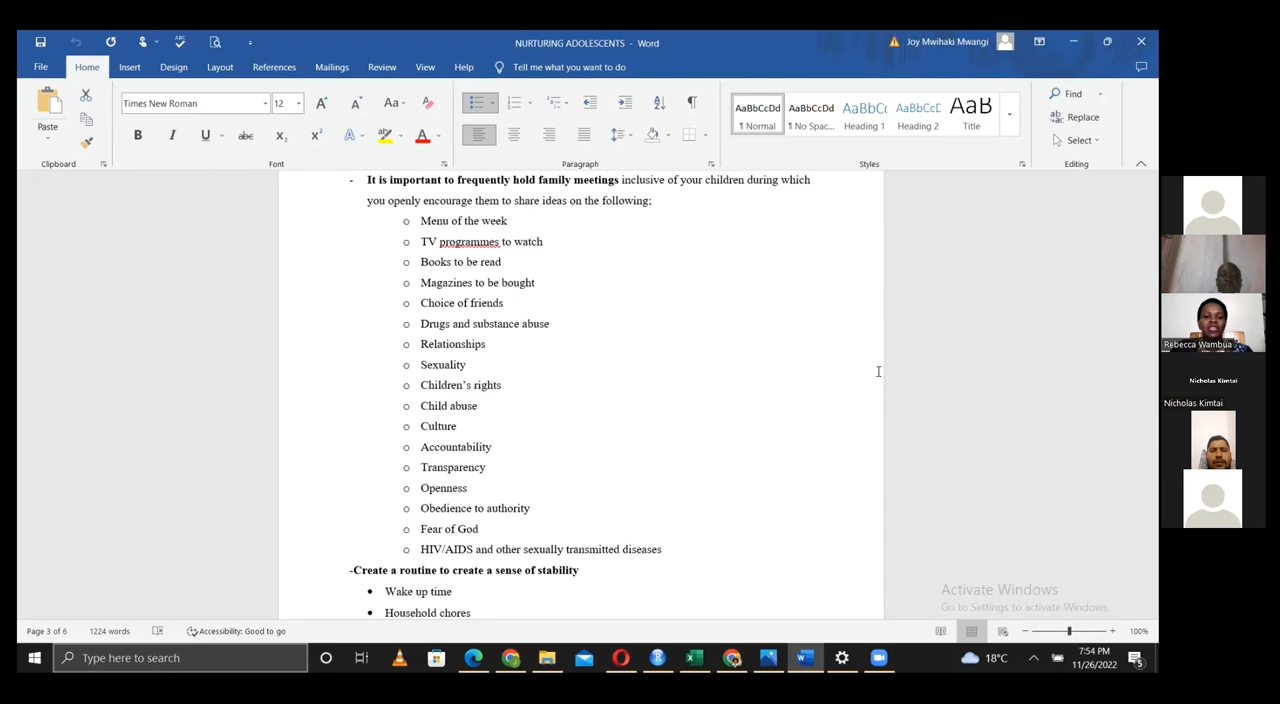 NURTURING ADOLESCENTS - Word
Joy Mwihaki Mwangi
File Home Insert Design Layout References Mailings Review View Help Tell me what you want to do
Times New Roman 12
Paste
Clipboard
Font
Paragraph
AaBbCcDd AaBbCcDd AaBbCc AaBbCcD AaB
¶ Normal ¶ No Spac... Heading 1 Heading 2 Title
Styles
Find
Replace
Select
Editing
- It is important to frequently hold family meetings inclusive of your children during which
you openly encourage them to share ideas on the following;
o Menu of the week
o TV programmes to watch
o Books to be read
o Magazines to be bought
o Choice of friends
o Drugs and substance abuse
o Relationships
o Sexuality
o Children's rights
o Child abuse
o Culture
o Accountability
o Transparency
o Openness
o Obedience to authority
o Fear of God
o HIV/AIDS and other sexually transmitted diseases
-Create a routine to create a sense of stability
• Wake up time
• Household chores
Activate Windows
Go to Settings to activate Windows.
Page 3 of 6 1224 words Accessibility: Good to go 100%
Type here to search
18°C
7:54 PM
11/26/2022
5
Rebecca Wambua
Nicholas Kimtai
Nicholas Kimtai